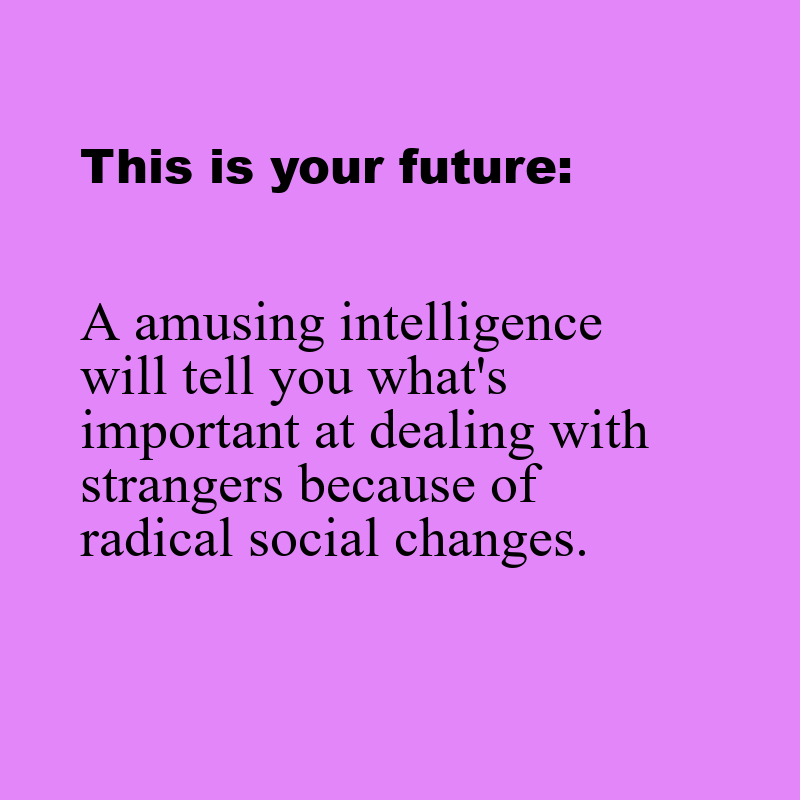 This is your future:
A amusing intelligence
will tell you what's
important at dealing with
strangers because of
radical social changes.